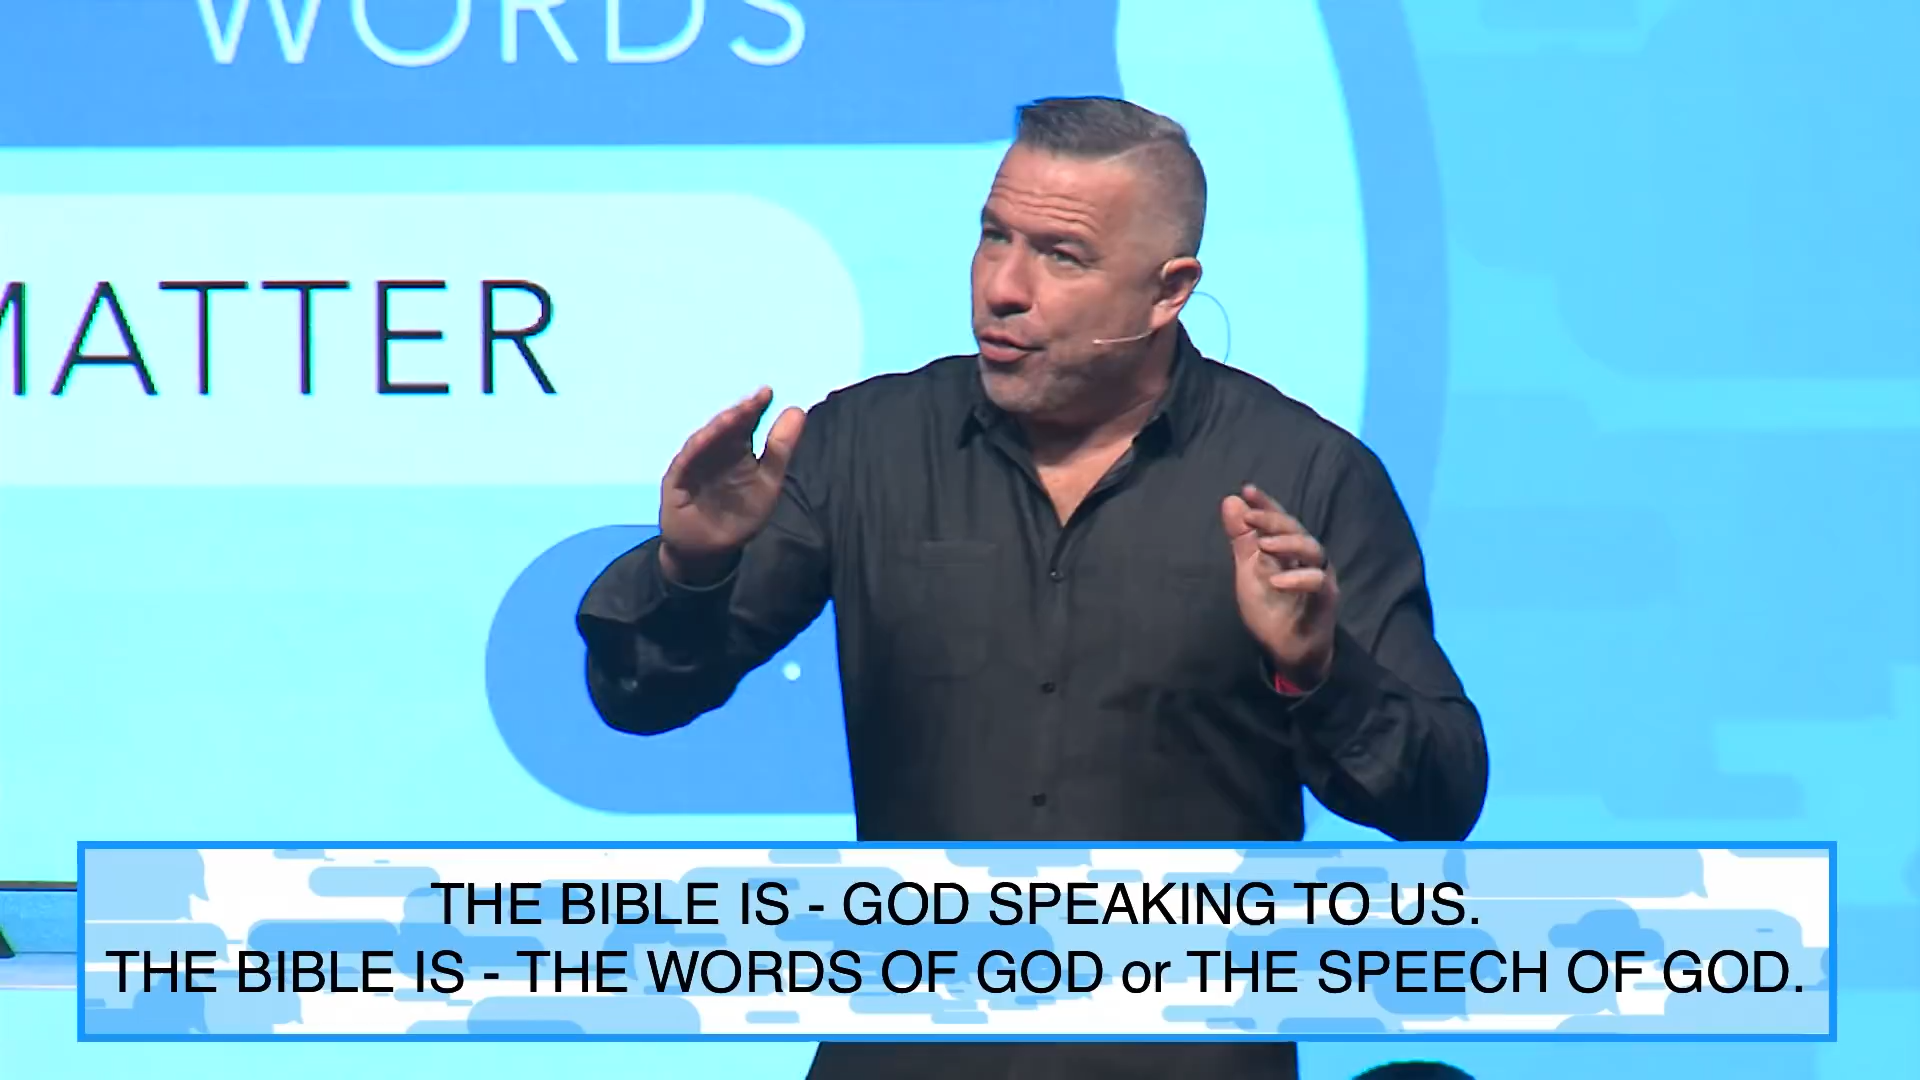 WORDS
MATTER
THE BIBLE IS - GOD SPEAKING TO US.
THE BIBLE IS - THE WORDS OF GOD or THE SPEECH OF GOD.